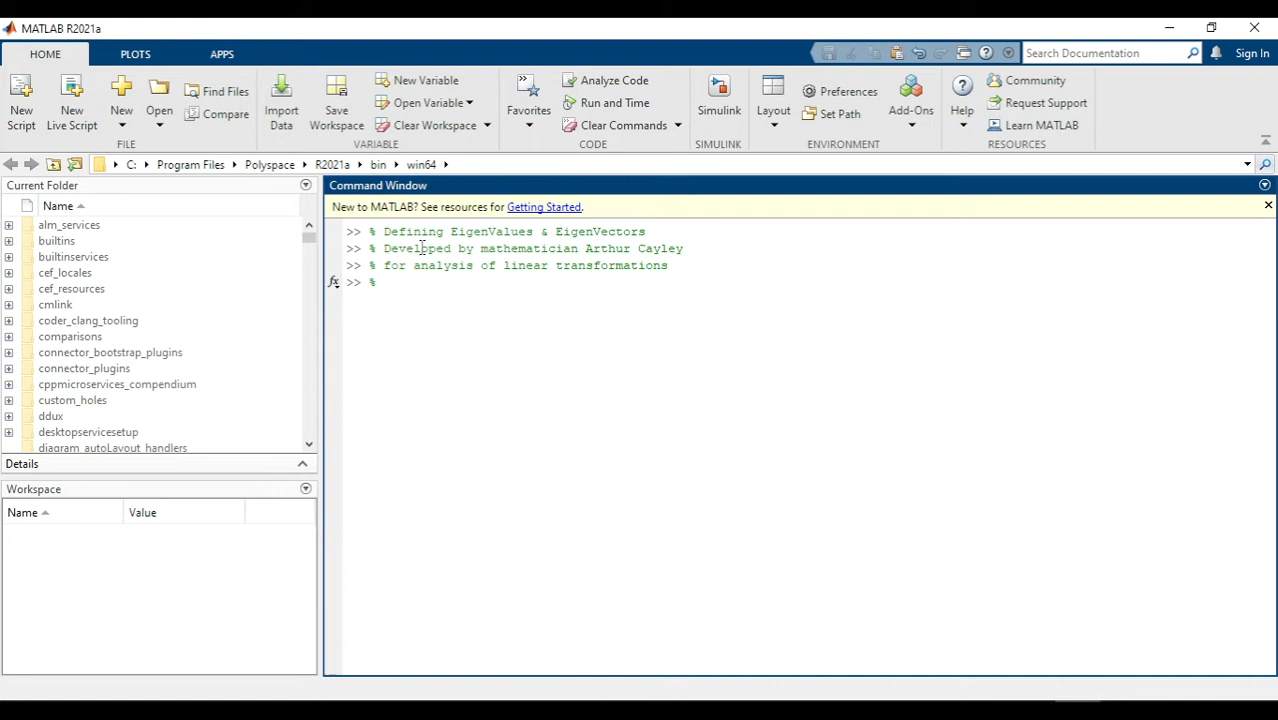 MATLAB R2021a
HOME PLOTS APPS
Search Documentation
Sign In
New Script
New Live Script
New
Open
Find Files
Compare
FILE
Import Data
Save Workspace
New Variable
Open Variable
Clear Workspace
VARIABLE
Favorites
Analyze Code
Run and Time
Clear Commands
CODE
Simulink
SIMULINK
Layout
Preferences
Set Path
Add-Ons
ENVIRONMENT
Help
Community
Request Support
Learn MATLAB
RESOURCES
C: Program Files Polyspace R2021a bin win64
Current Folder
Name
alm_services
builtins
builtinservices
cef_locales
cef_resources
cmlink
coder_clang_tooling
comparisons
connector_bootstrap_plugins
connector_plugins
cppmicroservices_compendium
custom_holes
ddux
desktopservicesetup
diagram_autoLayout_handlers
Details
Workspace
Name Value
Command Window
New to MATLAB? See resources for Getting Started.
>> % Defining EigenValues & EigenVectors
>> % Developed by mathematician Arthur Cayley
>> % for analysis of linear transformations
fx >> %